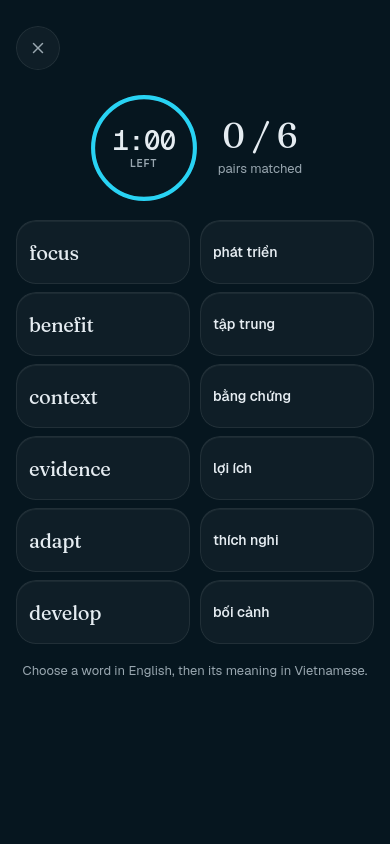 1:00
LEFT
0/6
pairs matched
focus
phát triển
benefit
tập trung
context
bằng chứng
evidence
lợi ích
adapt
thích nghi
develop
bối cảnh
Choose a word in English, then its meaning in Vietnamese.